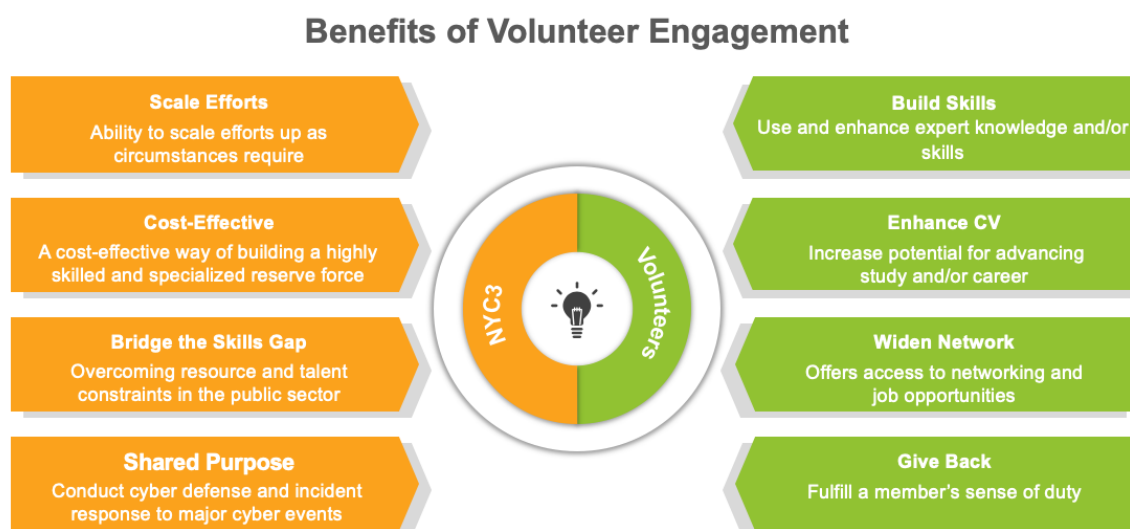 Benefits of Volunteer Engagement
Scale Efforts
Ability to scale efforts up as
circumstances require
Cost-Effective
A cost-effective way of building a highly
skilled and specialized reserve force
Bridge the Skills Gap
Overcoming resource and talent
constraints in the public sector
Shared Purpose
Conduct cyber defense and incident
response to major cyber events
NYC3
Volunteers
Build Skills
Use and enhance expert knowledge and/or
skills
Enhance CV
Increase potential for advancing
study and/or career
Widen Network
Offers access to networking and
job opportunities
Give Back
Fulfill a member’s sense of duty